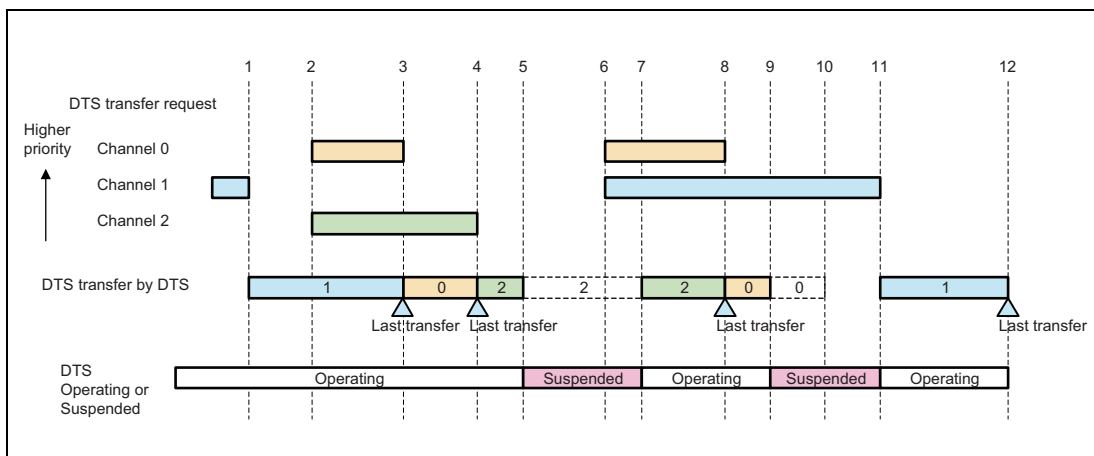 1 2 3 4 5 6 7 8 9 10 11 12
DTS transfer request
Higher
priority
Channel 0
Channel 1
Channel 2
DTS transfer by DTS
1 0 2 2 2 0 0 1
Last transfer Last transfer Last transfer Last transfer
DTS
Operating or
Suspended
Operating Suspended Operating Suspended Operating